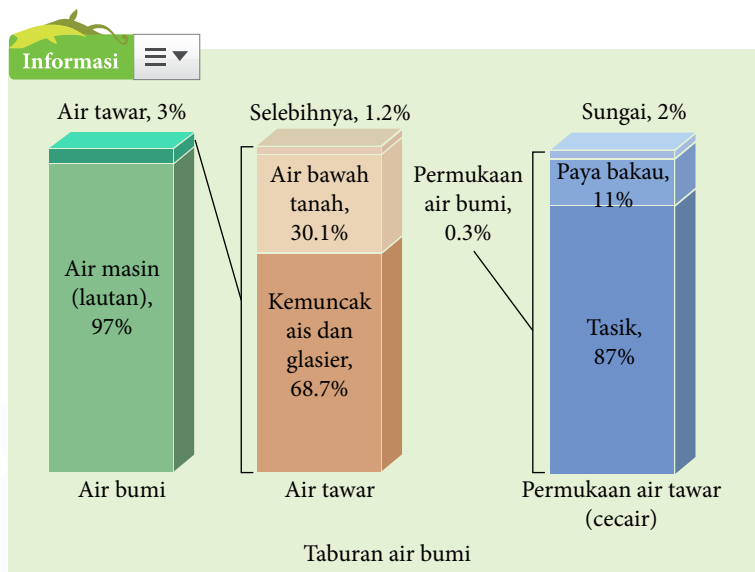 Informasi
Air tawar, 3%
Air masin
(lautan),
97%
Air bumi
Selebihnya, 1.2%
Air bawah
tanah,
30.1%
Kemuncak
ais dan
glasier,
68.7%
Air tawar
Permukaan
air bumi,
0.3%
Sungai, 2%
Paya bakau,
11%
Tasik,
87%
Permukaan air tawar
(cecair)
Taburan air bumi